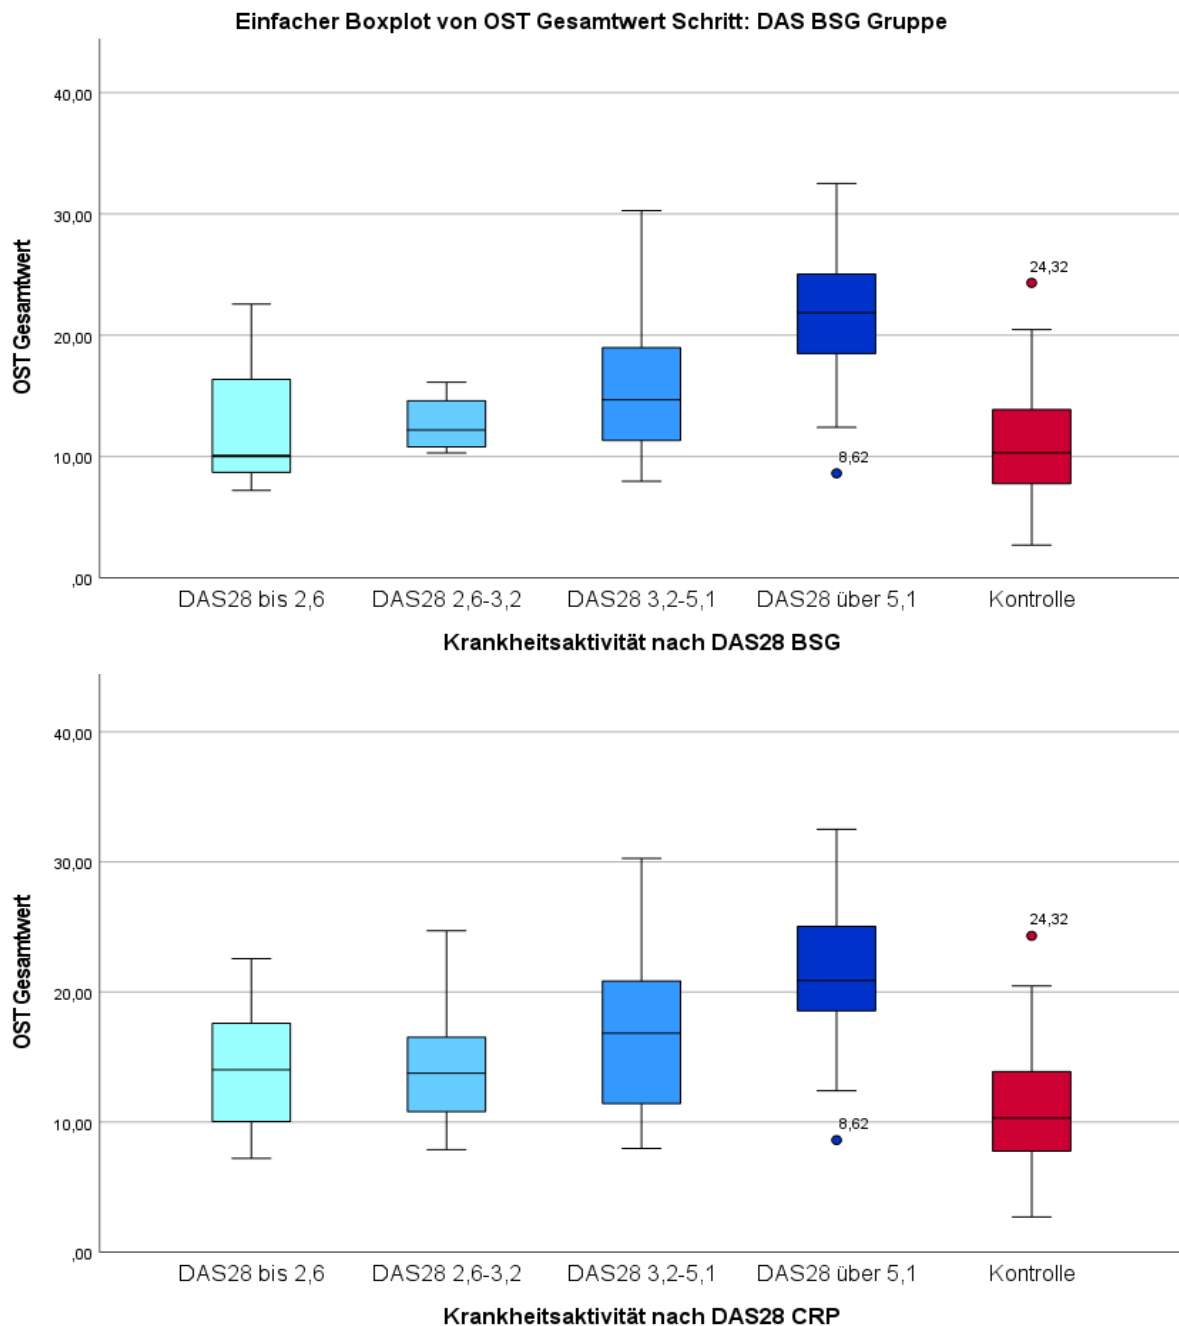 Einfacher Boxplot von OST Gesamtwert Schritt: DAS BSG Gruppe
40,00
30,00
20,00
10,00
,00
OST Gesamtwert
24,32
8,62
DAS28 bis 2,6
DAS28 2,6-3,2
DAS28 3,2-5,1
DAS28 über 5,1
Kontrolle
Krankheitsaktivität nach DAS28 BSG
40,00
30,00
20,00
10,00
,00
OST Gesamtwert
24,32
8,62
DAS28 bis 2,6
DAS28 2,6-3,2
DAS28 3,2-5,1
DAS28 über 5,1
Kontrolle
Krankheitsaktivität nach DAS28 CRP